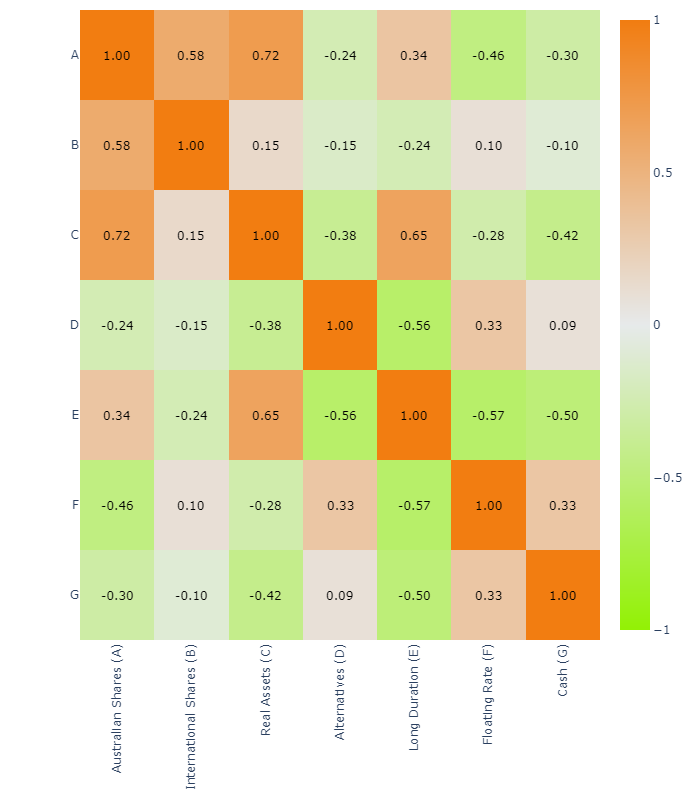 A 1.00 0.58 0.72 -0.24 0.34 -0.46 -0.30
B 0.58 1.00 0.15 -0.15 -0.24 0.10 -0.10
C 0.72 0.15 1.00 -0.38 0.65 -0.28 -0.42
D -0.24 -0.15 -0.38 1.00 -0.56 0.33 0.09
E 0.34 -0.24 0.65 -0.56 1.00 -0.57 -0.50
F -0.46 0.10 -0.28 0.33 -0.57 1.00 0.33
G -0.30 -0.10 -0.42 0.09 -0.50 0.33 1.00
Australian Shares (A)
International Shares (B)
Real Assets (C)
Alternatives (D)
Long Duration (E)
Floating Rate (F)
Cash (G)
1
0.5
0
−0.5
−1